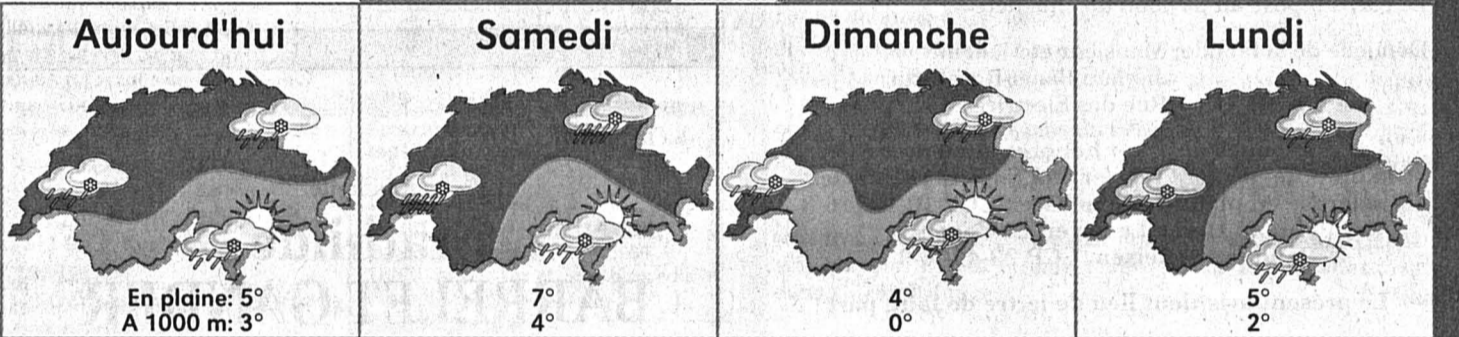 Aujourd'hui
En plaine: 5°
A 1000 m: 3°
Samedi
7°
4°
Dimanche
4°
0°
Lundi
5°
2°